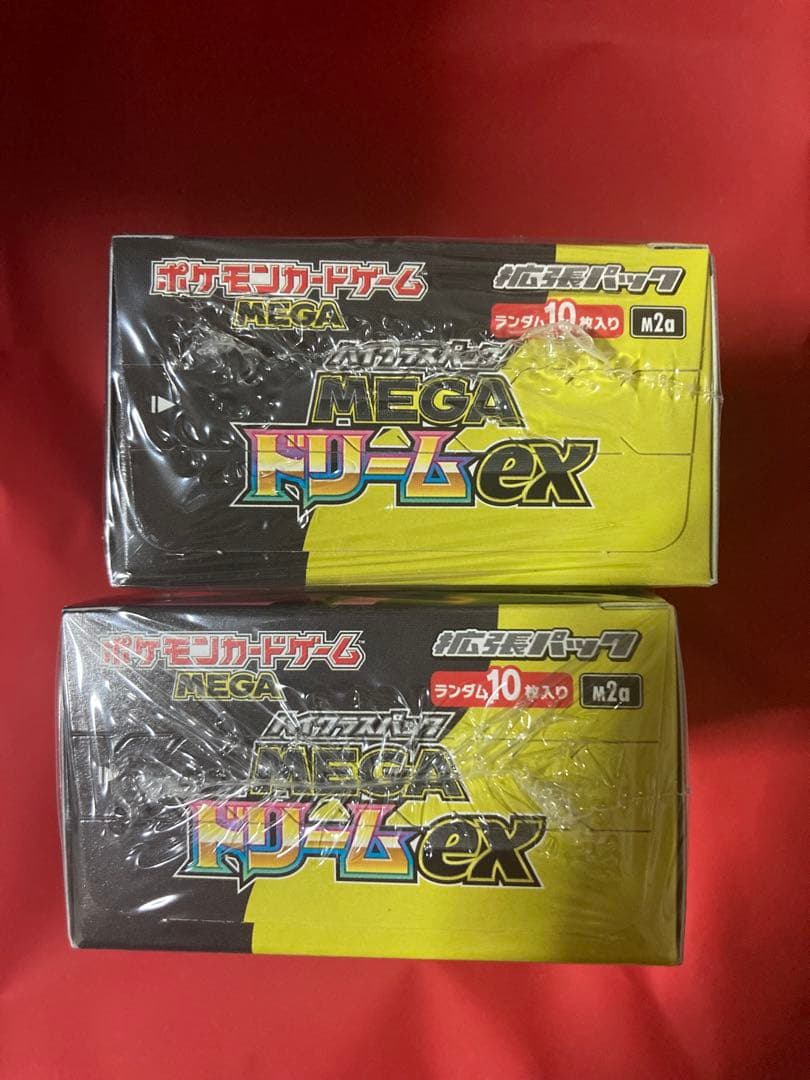 ポケモンカードゲーム™
MEGA
拡張パック
ランダム10枚入り
M2a
ハイクラスパック
MEGA
ドリームex
ポケモンカードゲーム™
MEGA
拡張パック
ランダム10枚入り
M2a
ハイクラスパック
MEGA
ドリームex